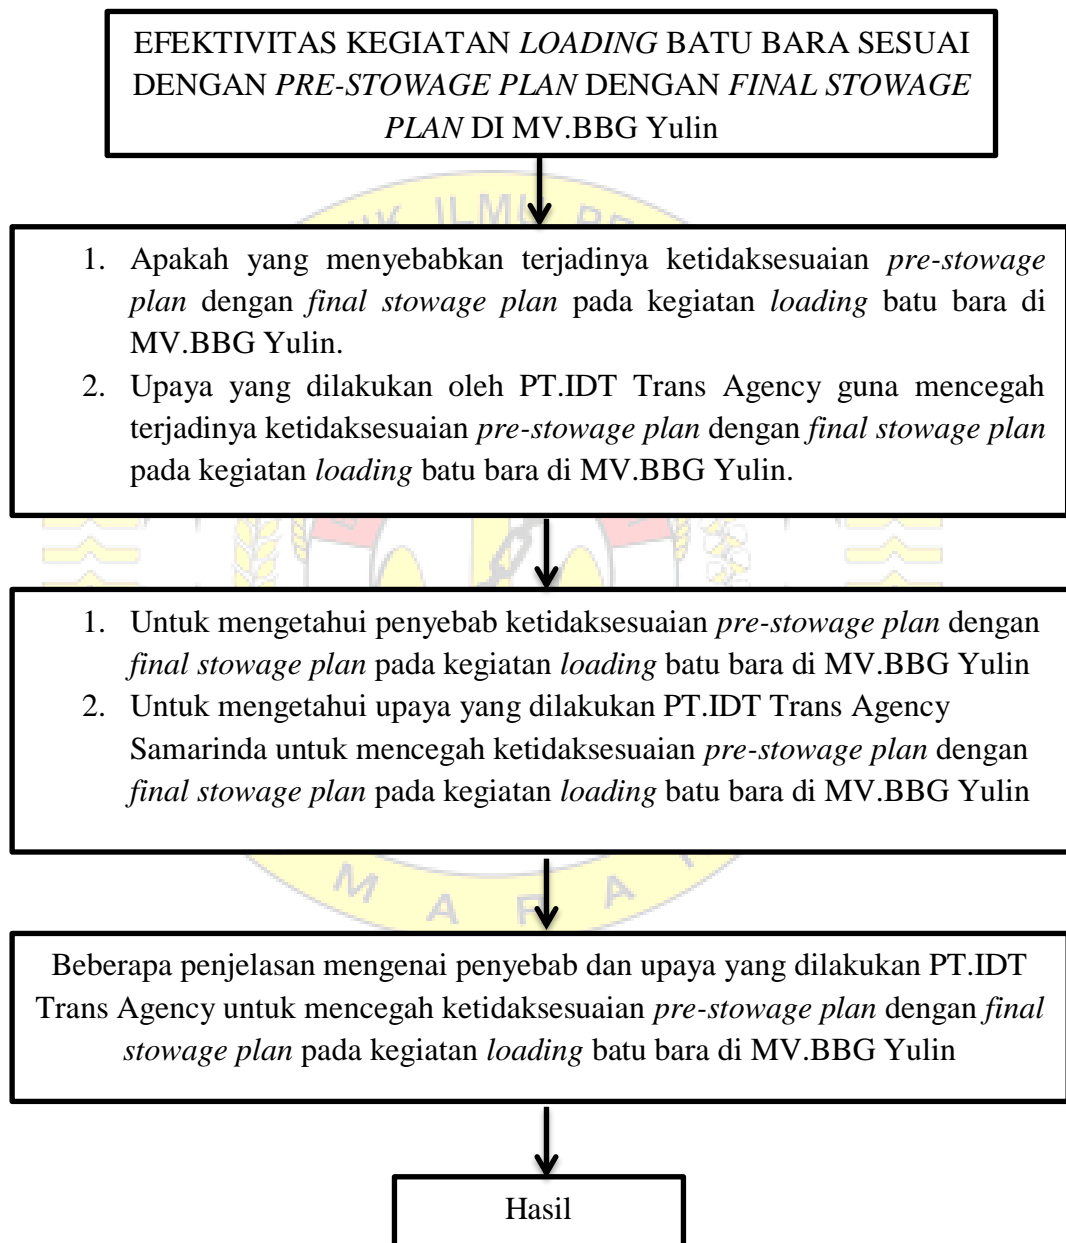 EFEKTIVITAS KEGIATAN LOADING BATU BARA SESUAI
DENGAN PRE-STOWAGE PLAN DENGAN FINAL STOWAGE
PLAN DI MV.BBG Yulin
ILMU
1. Apakah yang menyebabkan terjadinya ketidaksesuaian pre-stowage
plan dengan final stowage plan pada kegiatan loading batu bara di
MV.BBG Yulin.
2. Upaya yang dilakukan oleh PT.IDT Trans Agency guna mencegah
terjadinya ketidaksesuaian pre-stowage plan dengan final stowage plan
pada kegiatan loading batu bara di MV.BBG Yulin.
1. Untuk mengetahui penyebab ketidaksesuaian pre-stowage plan dengan
final stowage plan pada kegiatan loading batu bara di MV.BBG Yulin
2. Untuk mengetahui upaya yang dilakukan PT.IDT Trans Agency
Samarinda untuk mencegah ketidaksesuaian pre-stowage plan dengan
final stowage plan pada kegiatan loading batu bara di MV.BBG Yulin
M A R A
Beberapa penjelasan mengenai penyebab dan upaya yang dilakukan PT.IDT
Trans Agency untuk mencegah ketidaksesuaian pre-stowage plan dengan final
stowage plan pada kegiatan loading batu bara di MV.BBG Yulin
Hasil